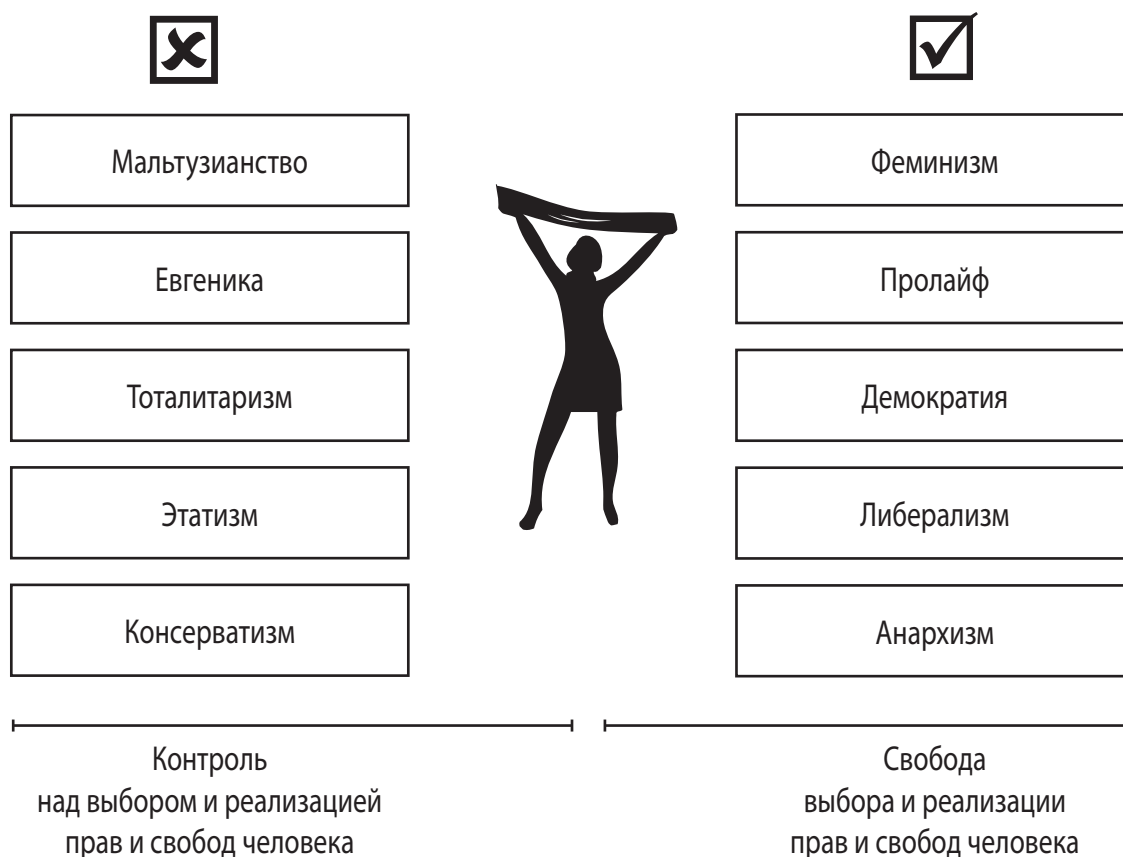 Мальтузианство
Евгеника
Тоталитаризм
Этатизм
Консерватизм
Контроль
над выбором и реализацией
прав и свобод человека
Феминизм
Пролайф
Демократия
Либерализм
Анархизм
Свобода
выбора и реализации
прав и свобод человека